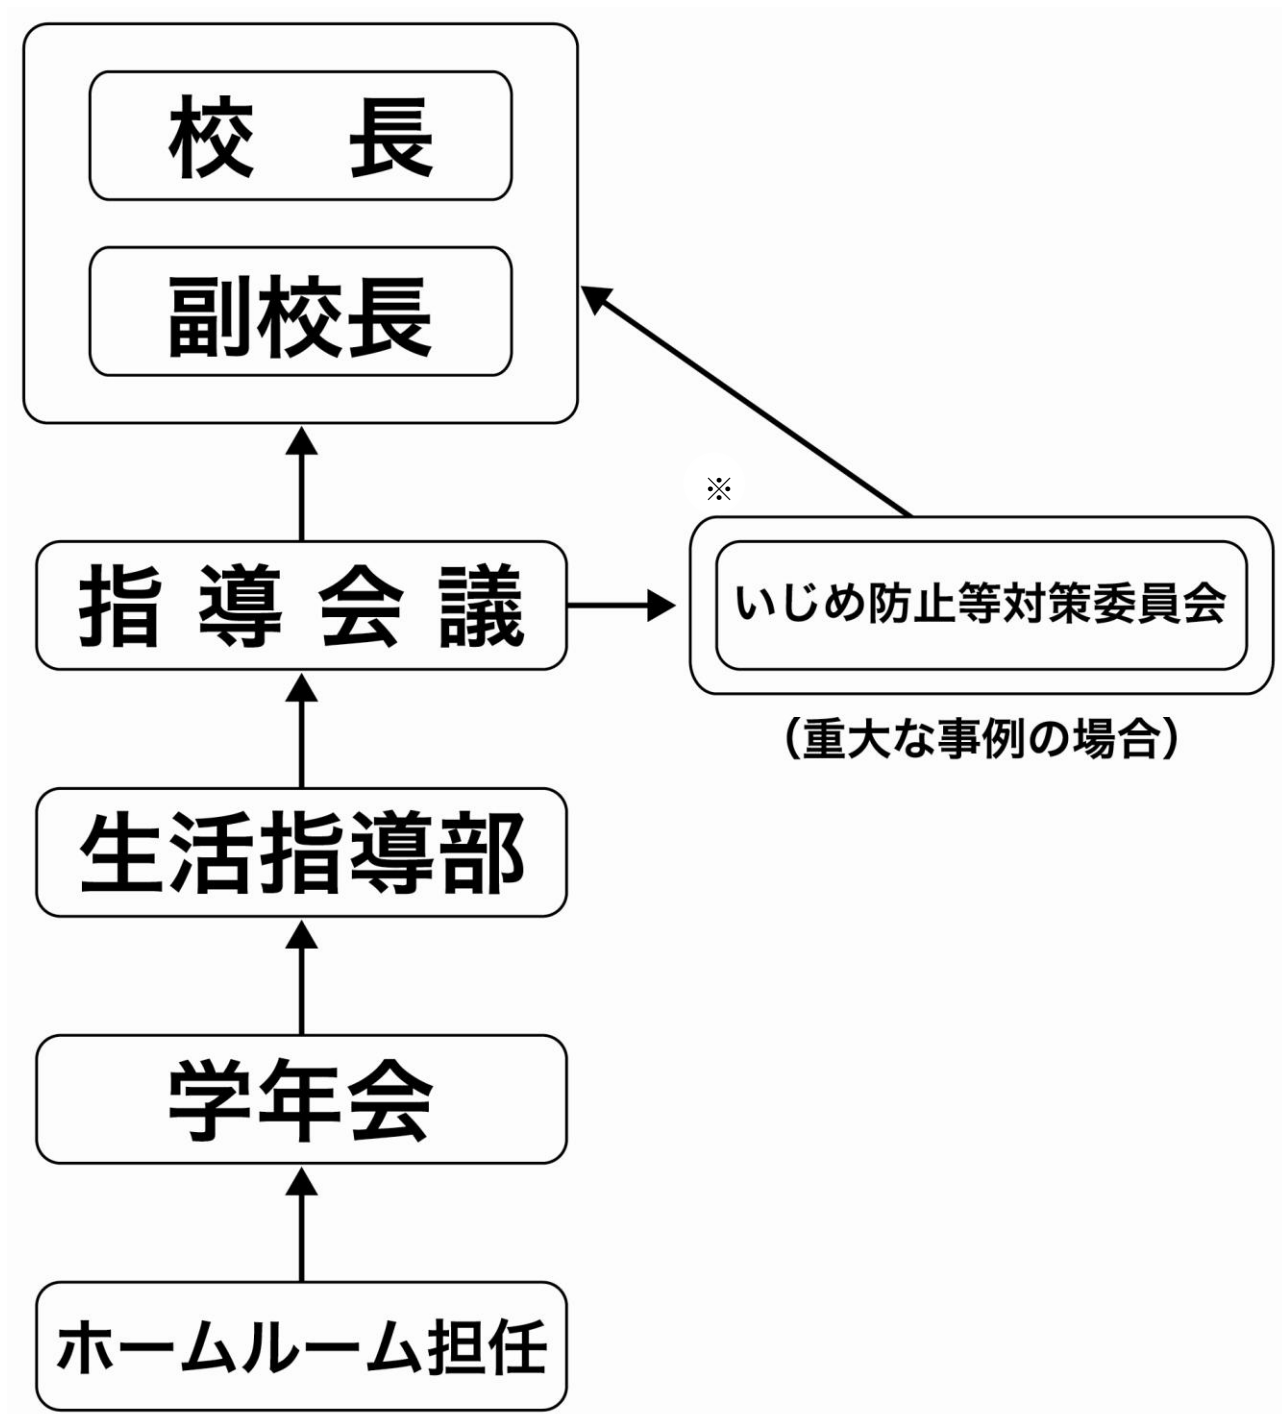 校　長
副校長
※
指 導 会 議
いじめ防止等対策委員会
（重大な事例の場合）
生活指導部
学年会
ホームルーム担任